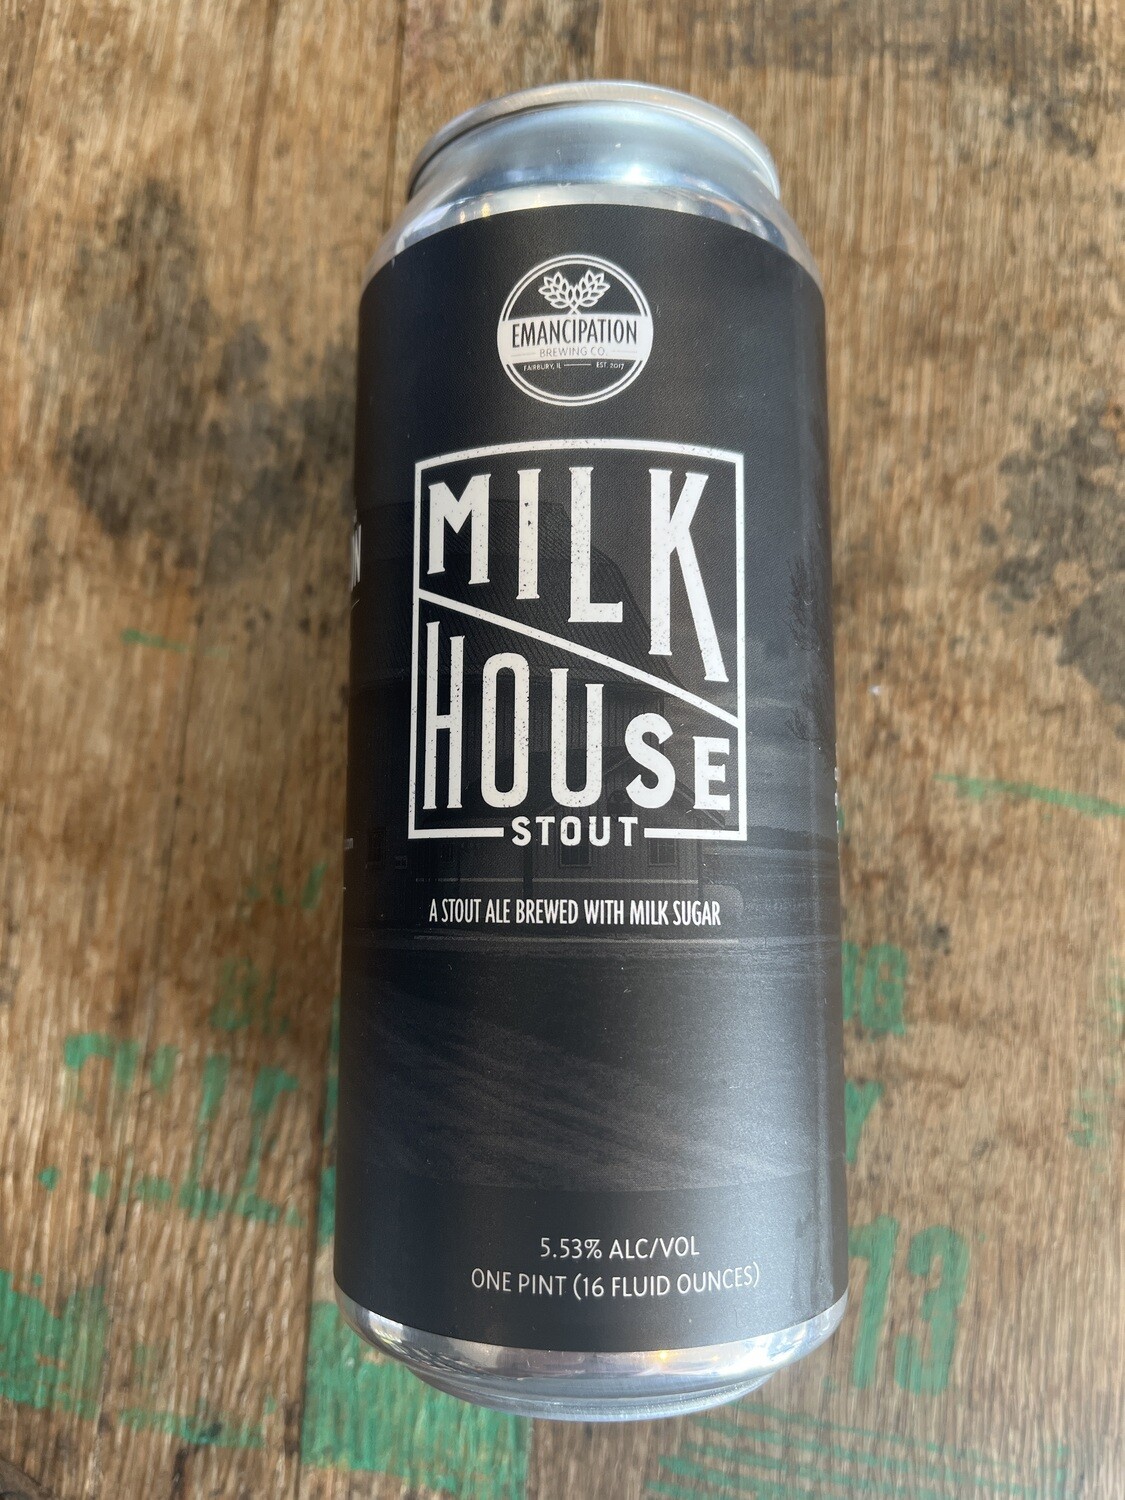 EMANCIPATION
BREWING CO.
FAIRBURY, IL EST. 2017
MILK
HOUSE
STOUT
A STOUT ALE BREWED WITH MILK SUGAR
5.53% ALC/VOL
ONE PINT (16 FLUID OUNCES)
13